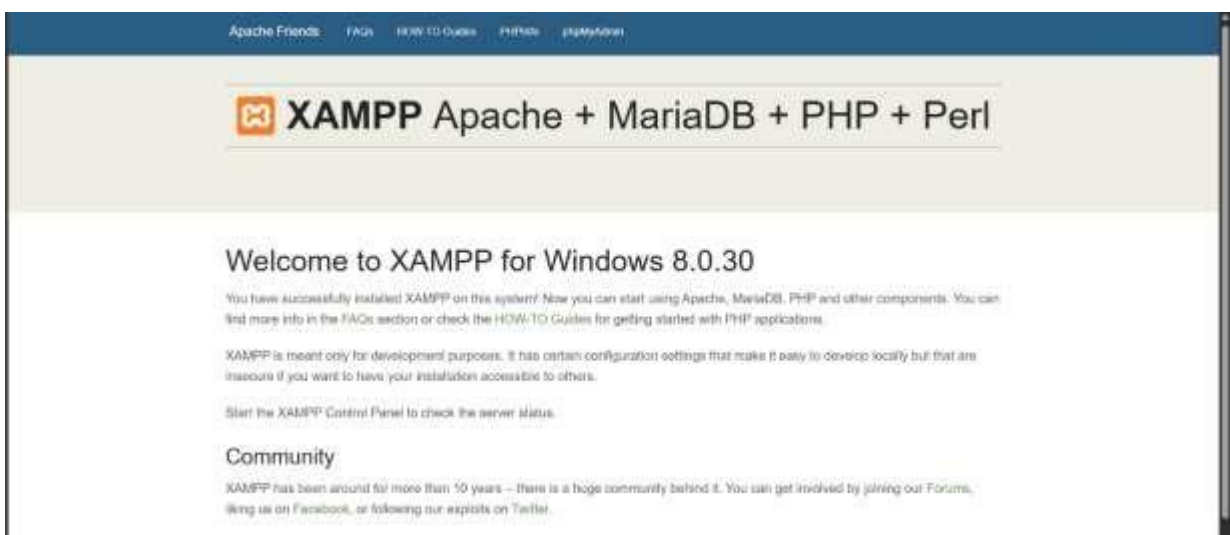 Apache Friends FAQs HOW-TO Guides PHPInfo phpMyAdmin
XAMPP Apache + MariaDB + PHP + Perl
Welcome to XAMPP for Windows 8.0.30
You have successfully installed XAMPP on this system! Now you can start using Apache, MariaDB, PHP and other components. You can
find more info in the FAQs section or check the HOW-TO Guides for getting started with PHP applications.
XAMPP is meant only for development purposes. It has certain configuration settings that make it easy to develop locally but that are
insecure if you want to have your installation accessible to others.
Start the XAMPP Control Panel to check the server status.
Community
XAMPP has been around for more than 10 years – there is a huge community behind it. You can get involved by joining our Forums,
liking us on Facebook, or following our exploits on Twitter.